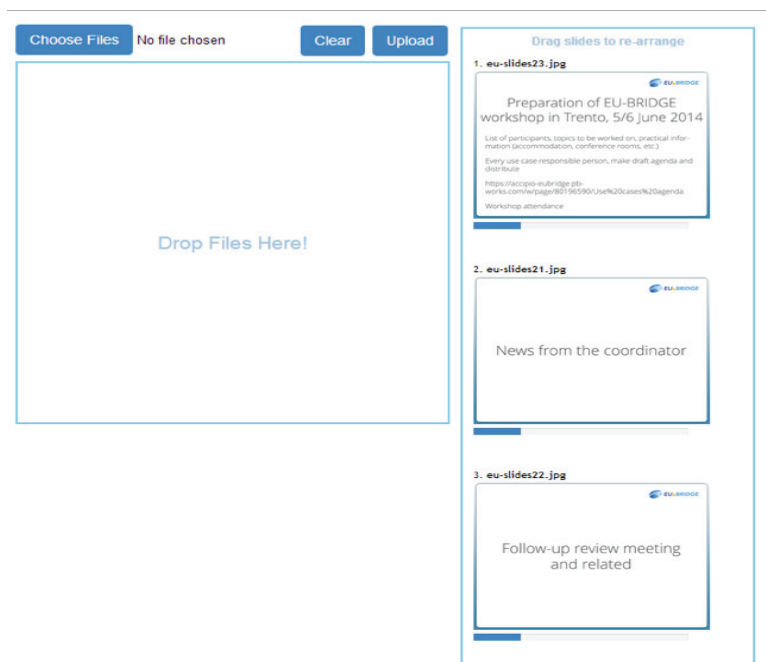 Choose Files No file chosen Clear Upload
Drop Files Here!
Drag slides to re-arrange
1. eu-slides23.jpg
EU-BRIDGE
Preparation of EU-BRIDGE
workshop in Trento, 5/6 June 2014
List of participants, topics to be worked on, practical infor-
mation (accommodation, conference rooms, etc.)
Every use case responsible person, make draft agenda and
distribute
https://accipio-eubridge.pb-
works.com/w/page/80196590/Use%20cases%20agenda
Workshop attendance
2. eu-slides21.jpg
EU-BRIDGE
News from the coordinator
3. eu-slides22.jpg
EU-BRIDGE
Follow-up review meeting
and related